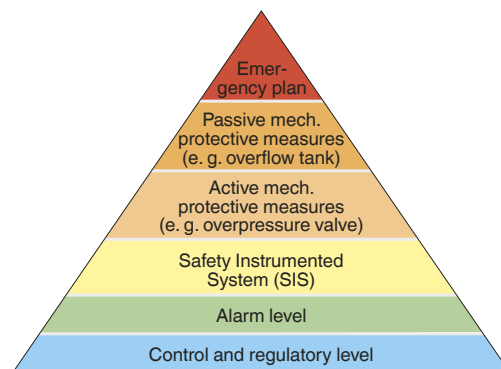 Emer-
gency plan
Passive mech.
protective measures
(e. g. overflow tank)
Active mech.
protective measures
(e. g. overpressure valve)
Safety Instrumented
System (SIS)
Alarm level
Control and regulatory level